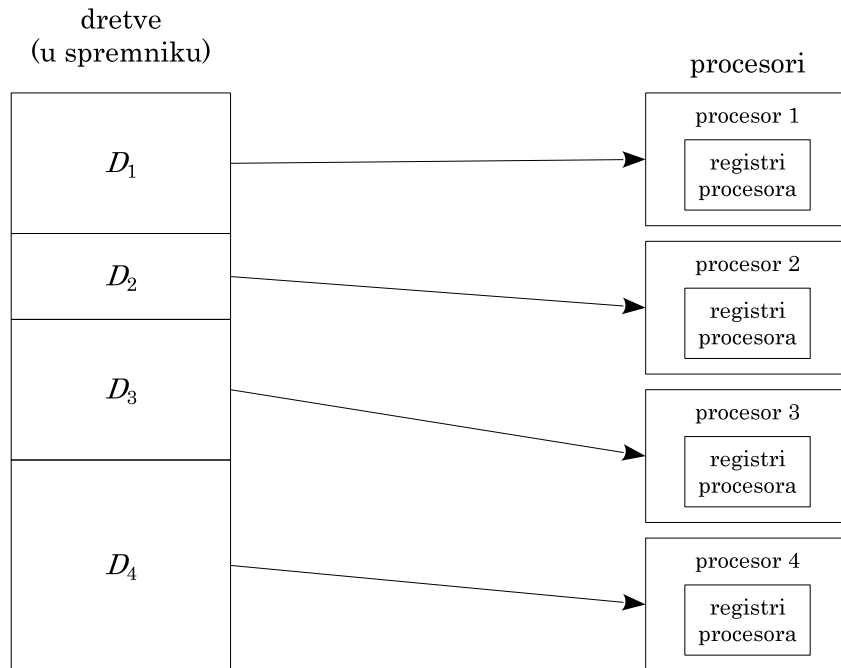 dretve
(u spremniku)
D₁
D₂
D₃
D₄
procesori
procesor 1
registri
procesora
procesor 2
registri
procesora
procesor 3
registri
procesora
procesor 4
registri
procesora